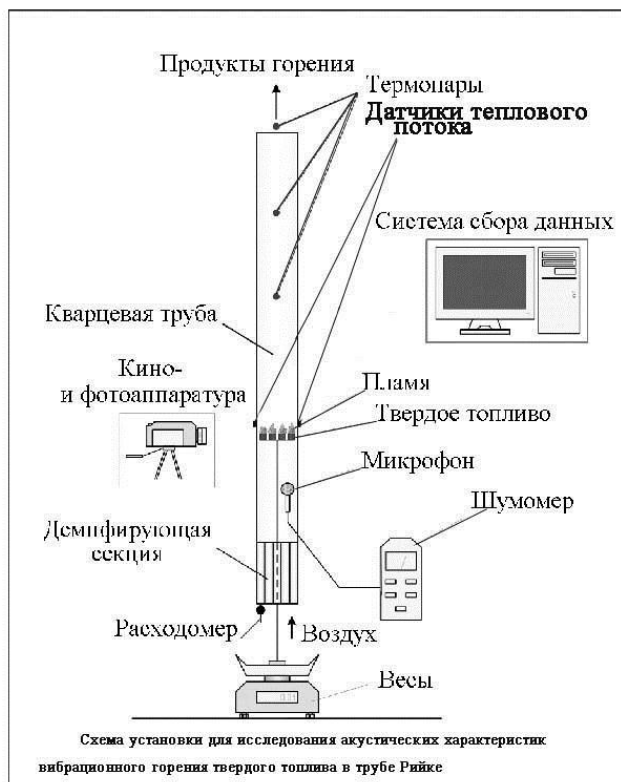 Продукты горения
Термопары
Датчики теплового
потока
Система сбора данных
Кварцевая труба
Кино-
и фотоаппаратура
Пламя
Твердое топливо
Микрофон
Шумомер
Демпфирующая
секция
Расходомер
Воздух
Весы
Схема установки для исследования акустических характеристик
вибрационного горения твердого топлива в трубе Рийке